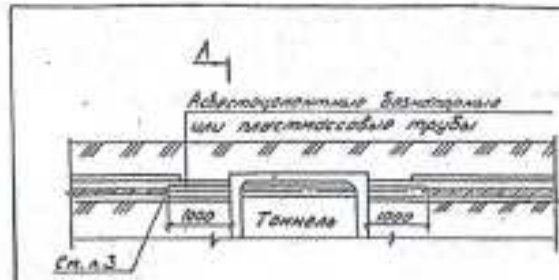 А
Асбестоцементные безнапорные
или пластмассовые трубы
1000
Тоннель
1000
См. п.3